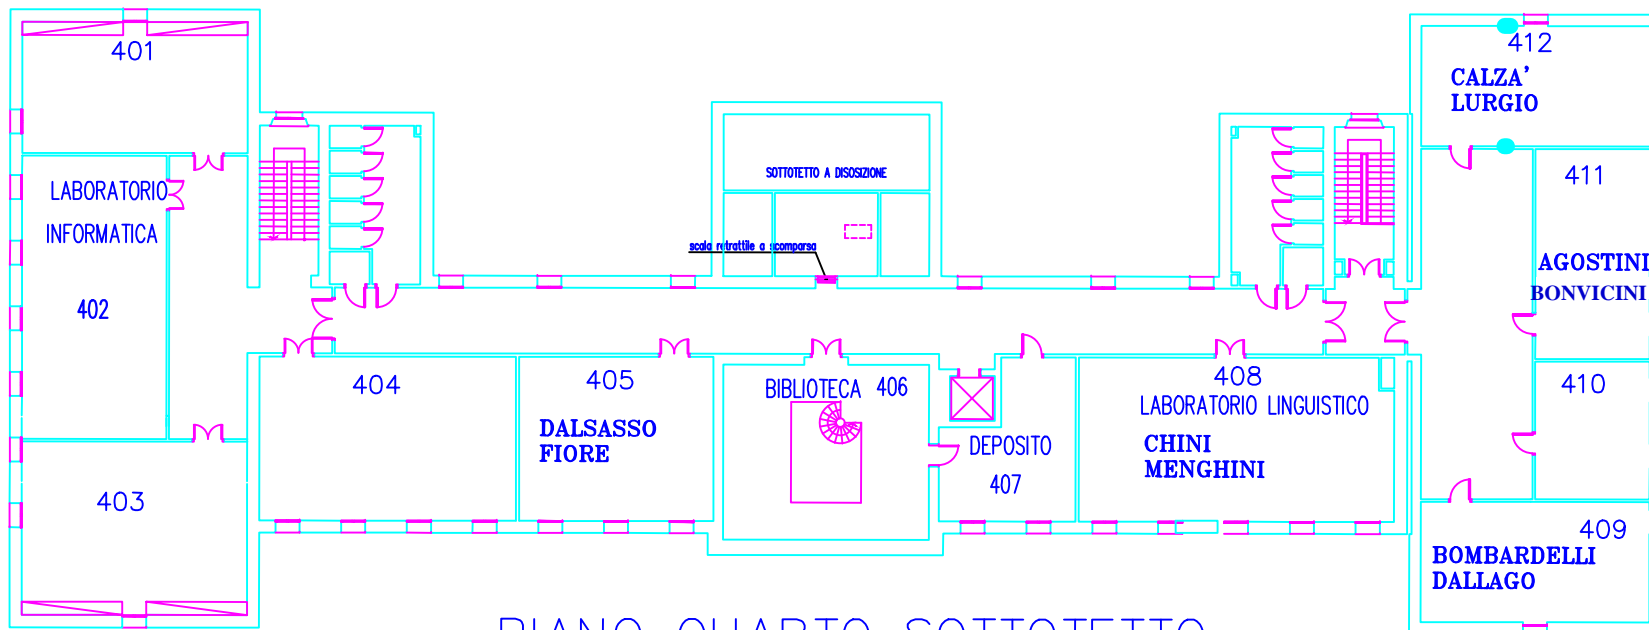 401
412
CALZA'
LURGIO
SOTTOTETTO A DISOSIZIONE
411
LABORATORIO
INFORMATICA
scala retrattile a scomparsa
AGOSTINI
BONVICINI
402
404
405
BIBLIOTECA 406
408
410
LABORATORIO LINGUISTICO
DALSASSO
FIORE
DEPOSITO
407
CHINI
MENGHINI
403
409
BOMBARDELLI
DALLAGO
PIANO QUARTO SOTTOTETTO